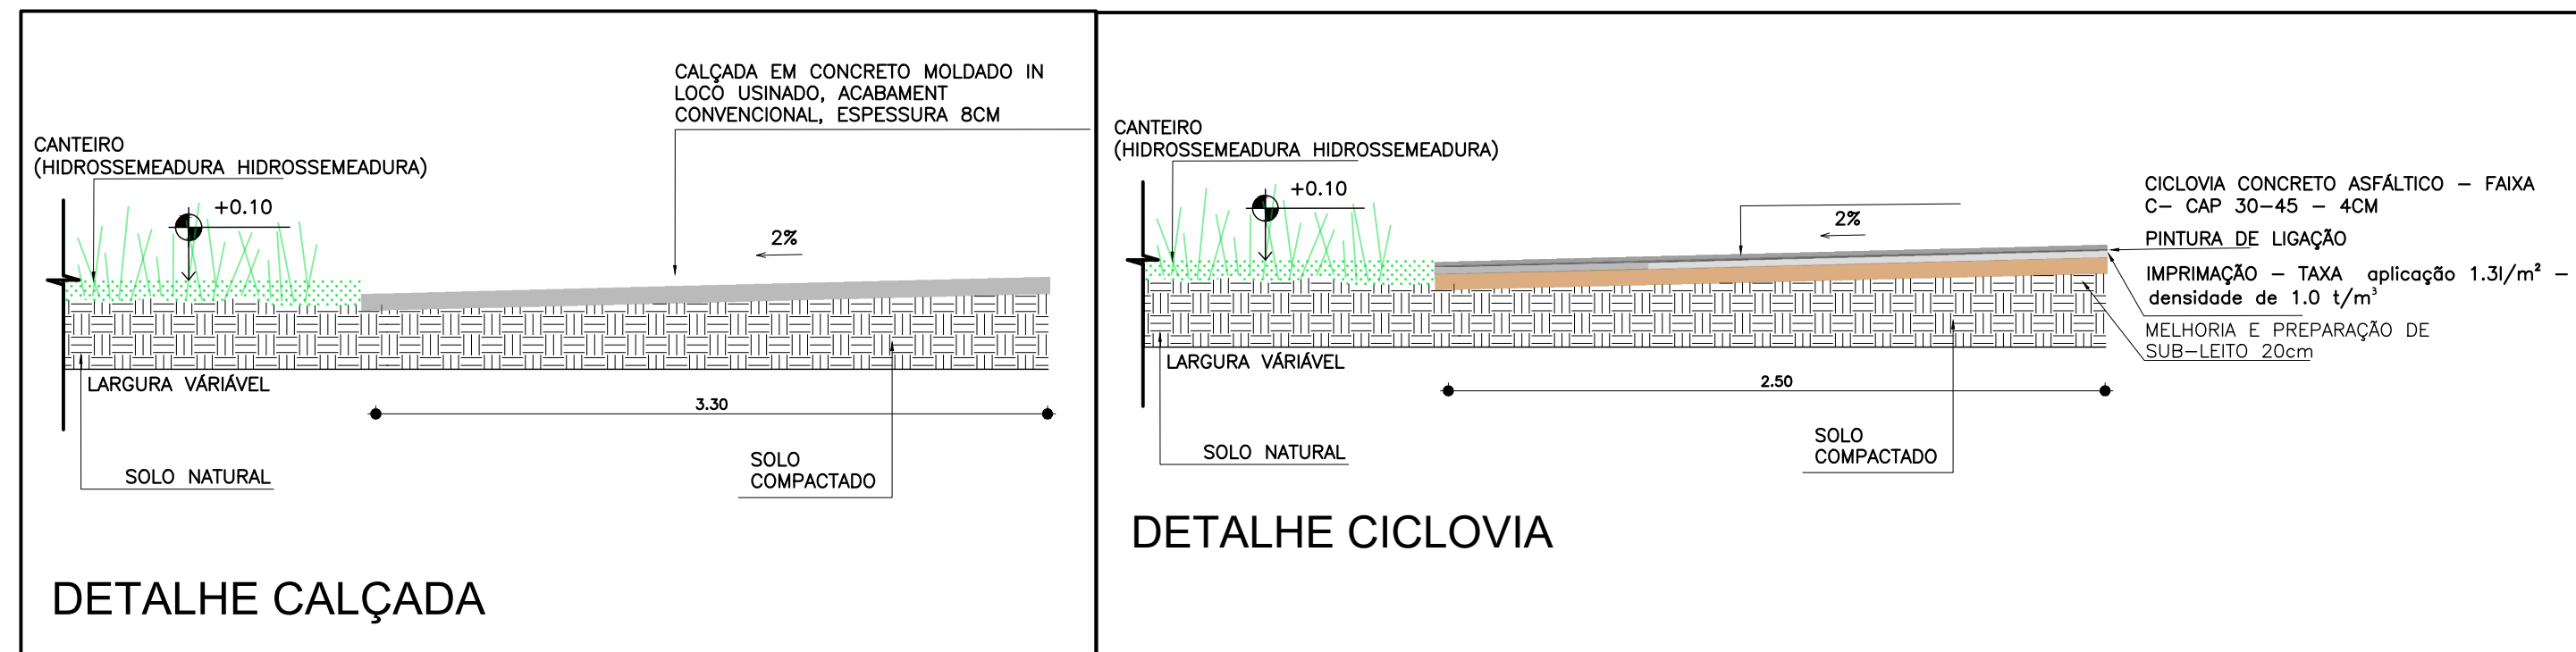 CALÇADA EM CONCRETO MOLDADO IN
LOCO USINADO, ACABAMENT
CONVENCIONAL, ESPESSURA 8CM
CANTEIRO
(HIDROSSEMEADURA HIDROSSEMEADURA)
+0.10
2%
LARGURA VÁRIÁVEL
3.30
SOLO
COMPACTADO
SOLO NATURAL
DETALHE CALÇADA
CANTEIRO
(HIDROSSEMEADURA HIDROSSEMEADURA)
+0.10
2%
CICLOVIA CONCRETO ASFÁLTICO – FAIXA
C– CAP 30–45 – 4CM
PINTURA DE LIGAÇÃO
IMPRIMAÇÃO – TAXA aplicação 1.3l/m² –
densidade de 1.0 t/m³
MELHORIA E PREPARAÇÃO DE
SUB–LEITO 20cm
LARGURA VÁRIÁVEL
2.50
SOLO NATURAL
SOLO
COMPACTADO
DETALHE CICLOVIA